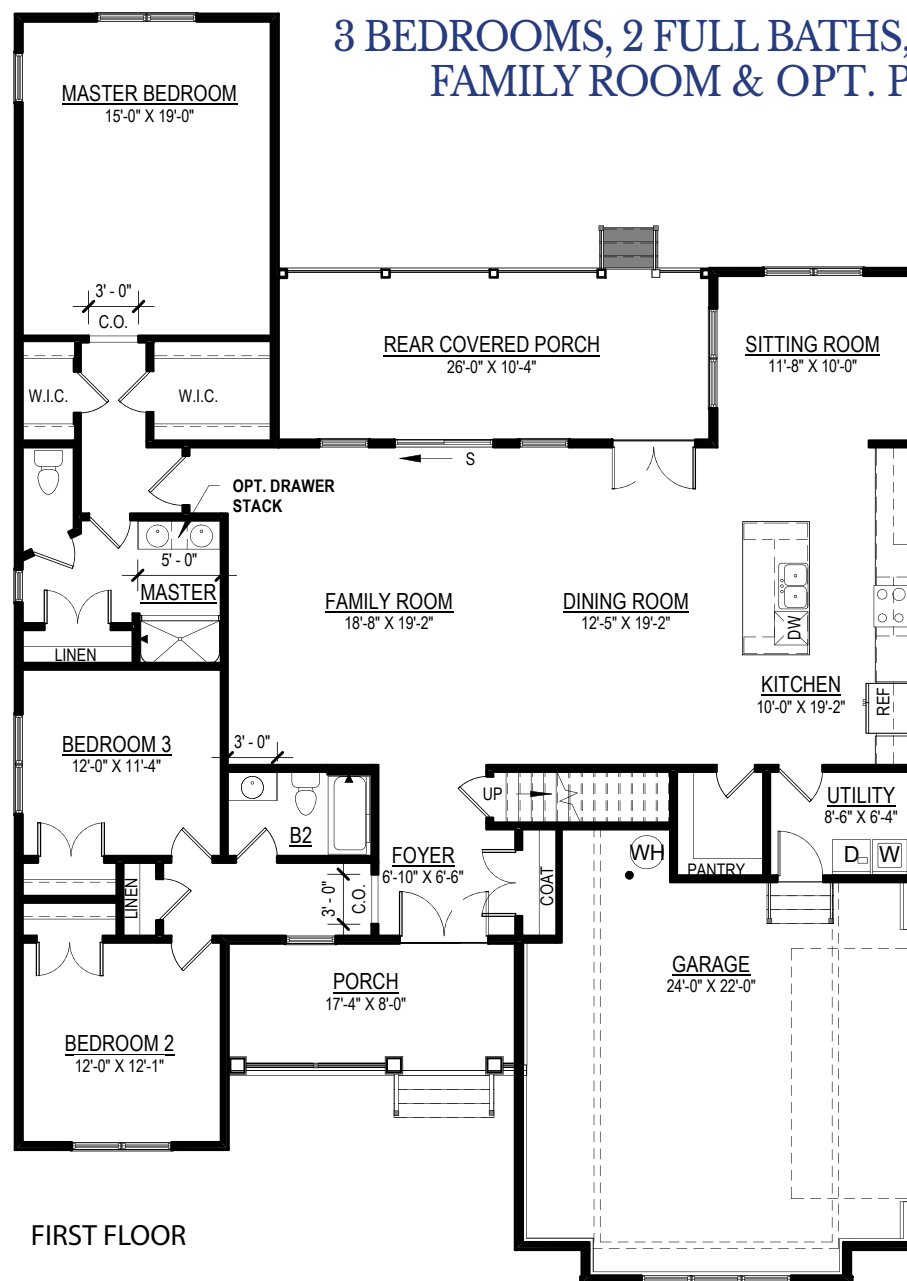 3 BEDROOMS, 2 FULL BATHS,
FAMILY ROOM & OPT. P
MASTER BEDROOM
15'-0" X 19'-0"
3' - 0"
C.O.
REAR COVERED PORCH
26'-0" X 10'-4"
SITTING ROOM
11'-8" X 10'-0"
W.I.C.
W.I.C.
S
OPT. DRAWER
STACK
5' - 0"
MASTER
FAMILY ROOM
18'-8" X 19'-2"
DINING ROOM
12'-5" X 19'-2"
DW
LINEN
KITCHEN
10'-0" X 19'-2"
REF
BEDROOM 3
12'-0" X 11'-4"
3' - 0"
UP
UTILITY
8'-6" X 6'-4"
B2
FOYER
6'-10" X 6'-6"
WH
PANTRY
D
W
LINEN
3' - 0"
C.O.
COAT
GARAGE
24'-0" X 22'-0"
PORCH
17'-4" X 8'-0"
BEDROOM 2
12'-0" X 12'-1"
FIRST FLOOR